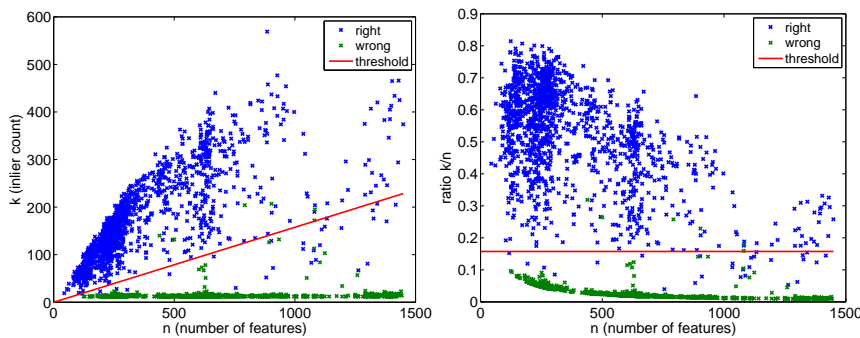 600
500
400
300
200
100
0
0
500
1000
1500
k (inlier count)
n (number of features)
right
wrong
threshold
0.9
0.8
0.7
0.6
0.5
0.4
0.3
0.2
0.1
0
0
500
1000
1500
ratio k/n
n (number of features)
right
wrong
threshold